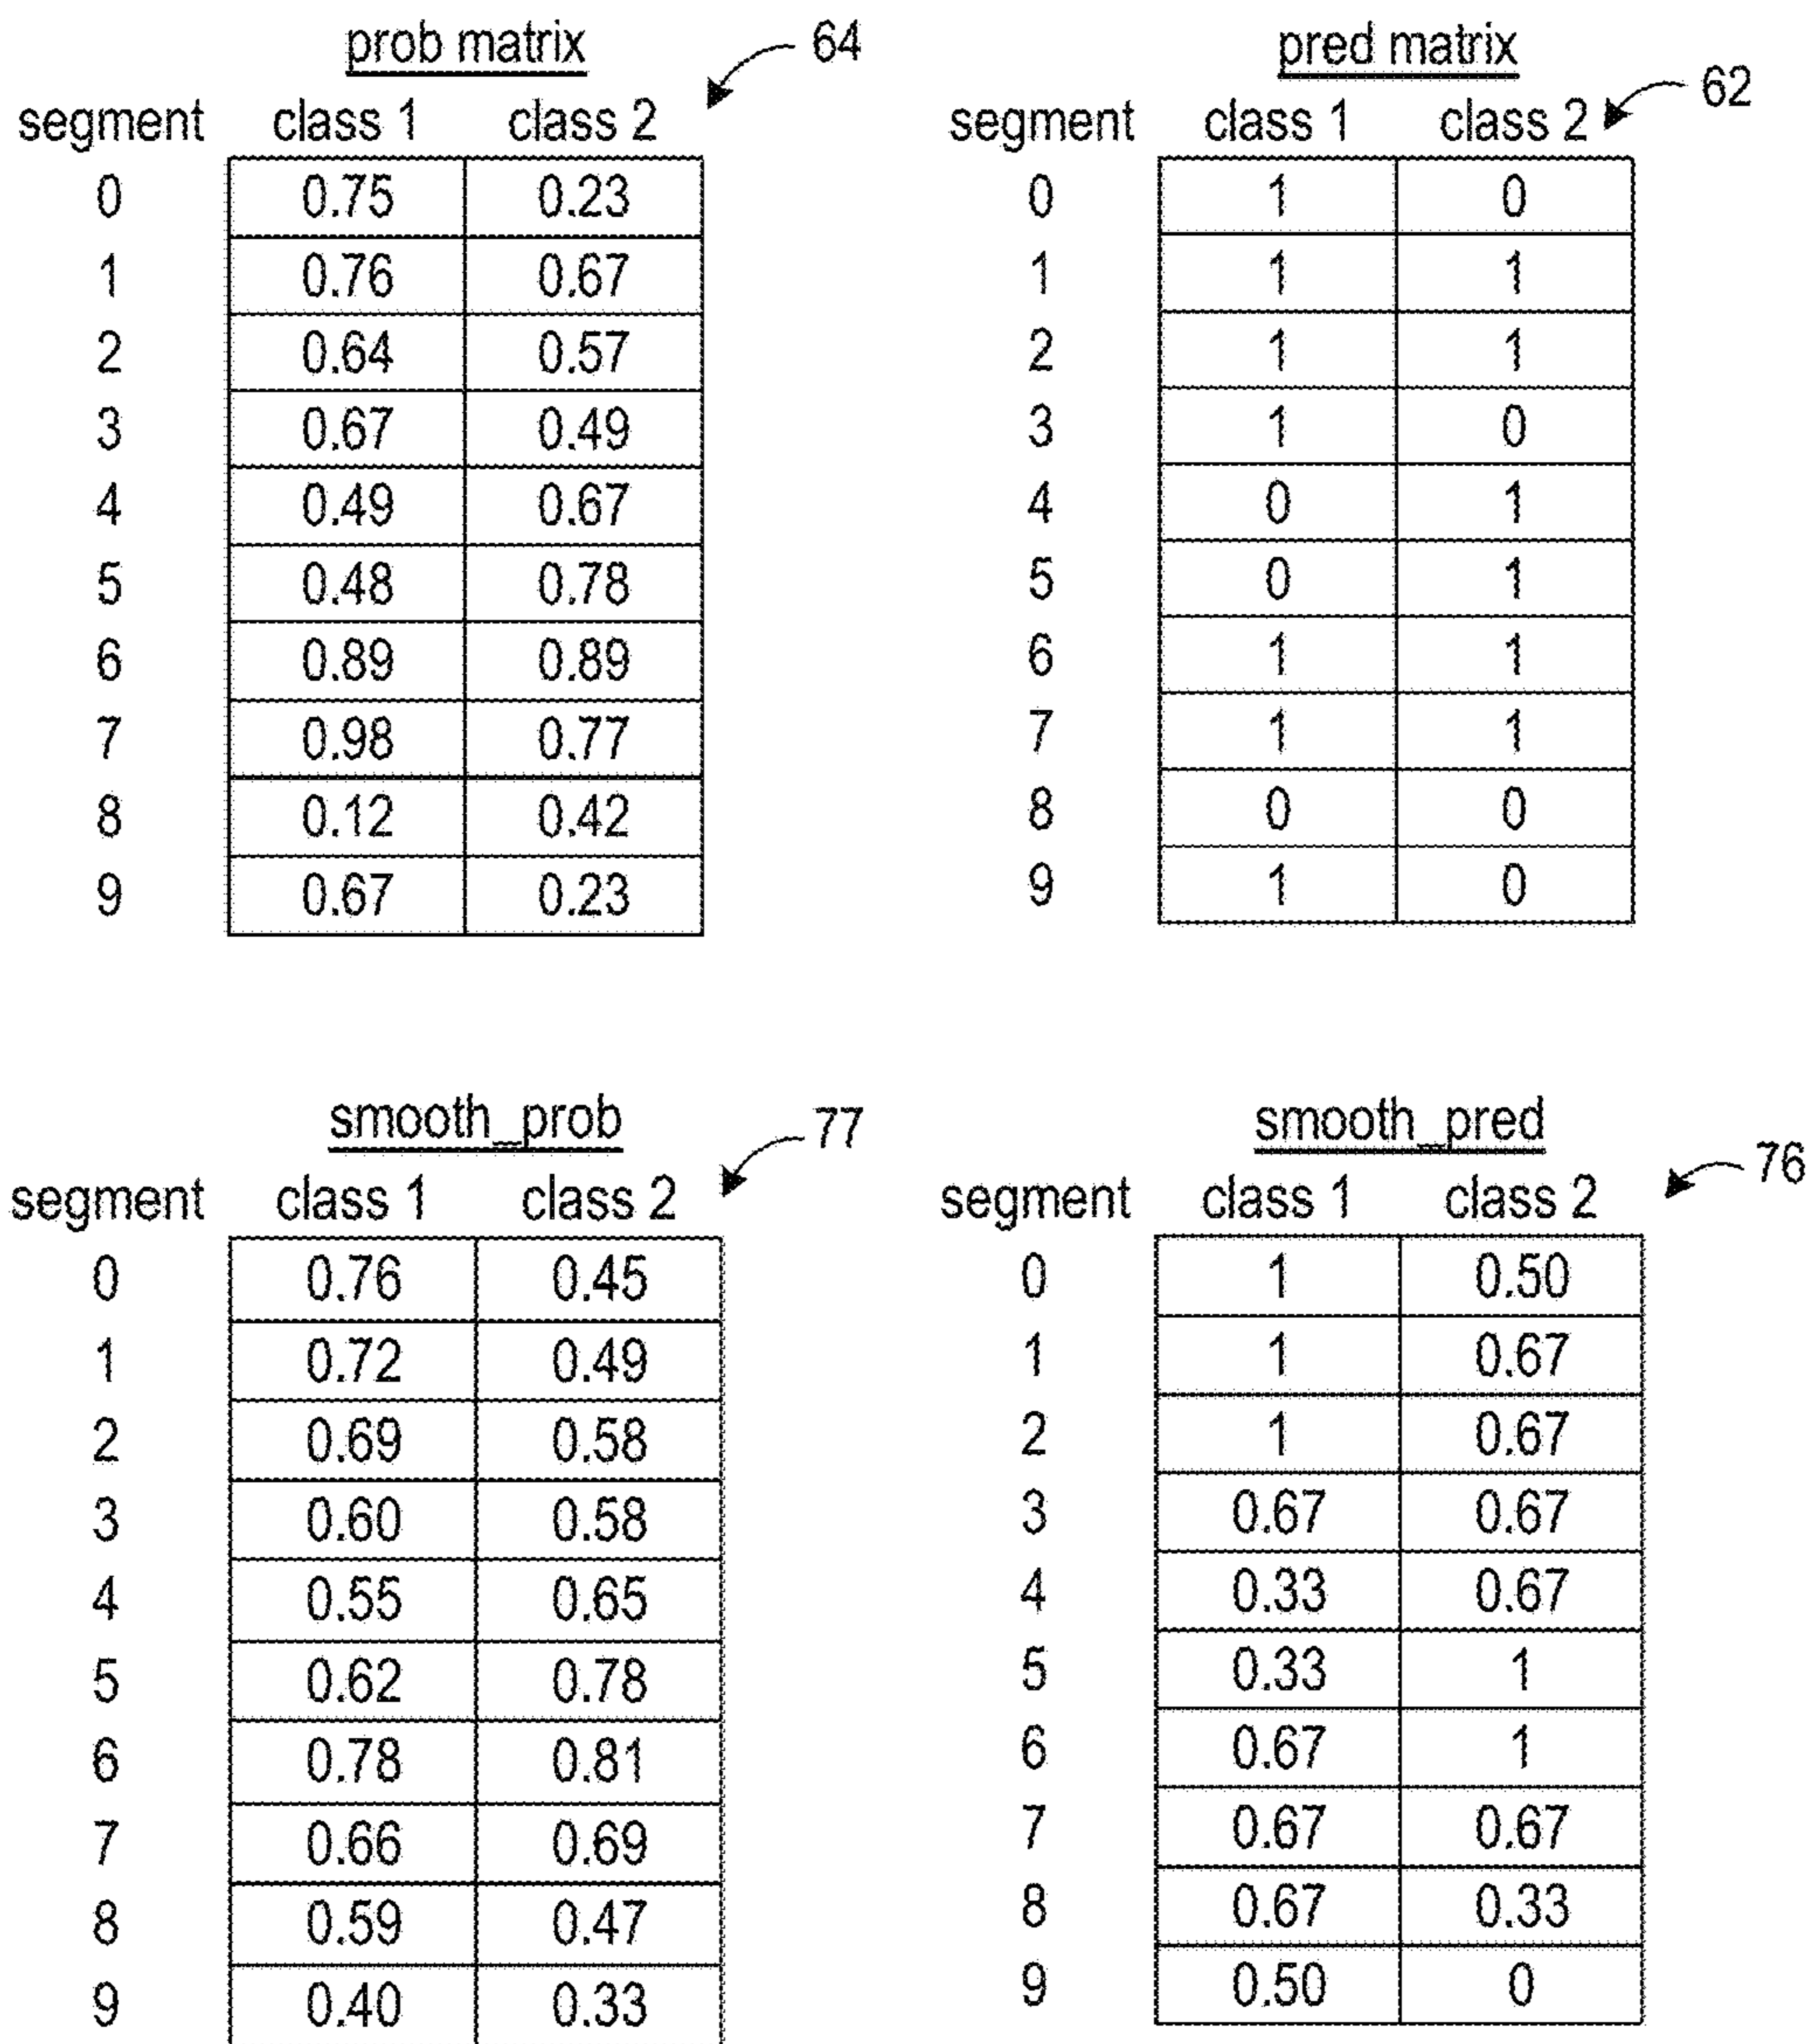 prob matrix 64
segment class 1 class 2
0 0.75 0.23
1 0.76 0.67
2 0.64 0.57
3 0.67 0.49
4 0.49 0.67
5 0.48 0.78
6 0.89 0.89
7 0.98 0.77
8 0.12 0.42
9 0.67 0.23
pred matrix 62
segment class 1 class 2
0 1 0
1 1 1
2 1 1
3 1 0
4 0 1
5 0 1
6 1 1
7 1 1
8 0 0
9 1 0
smooth_prob 77
segment class 1 class 2
0 0.76 0.45
1 0.72 0.49
2 0.69 0.58
3 0.60 0.58
4 0.55 0.65
5 0.62 0.78
6 0.78 0.81
7 0.66 0.69
8 0.59 0.47
9 0.40 0.33
smooth_pred 76
segment class 1 class 2
0 1 0.50
1 1 0.67
2 1 0.67
3 0.67 0.67
4 0.33 0.67
5 0.33 1
6 0.67 1
7 0.67 0.67
8 0.67 0.33
9 0.50 0